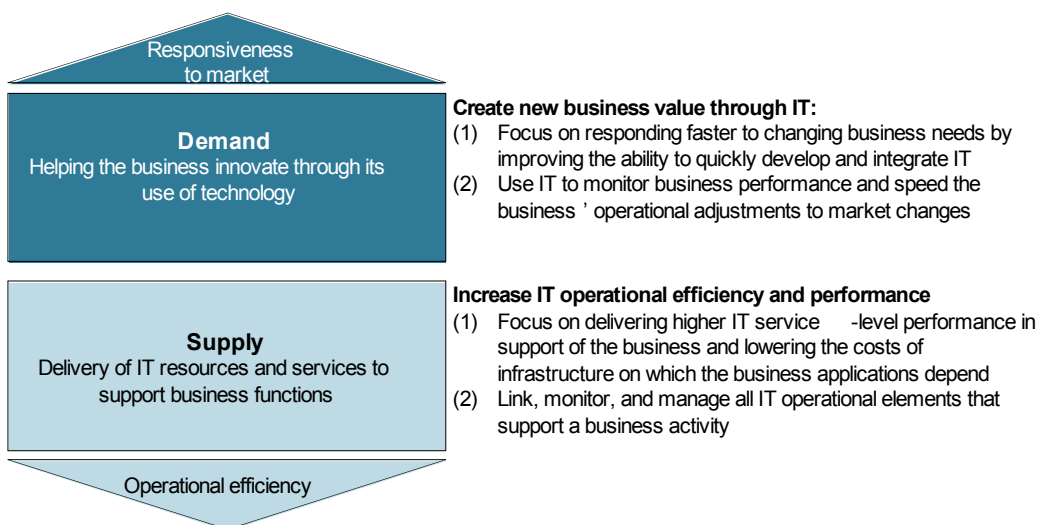 Responsiveness
to market
Demand
Helping the business innovate through its
use of technology
Create new business value through IT:
(1) Focus on responding faster to changing business needs by
improving the ability to quickly develop and integrate IT
(2) Use IT to monitor business performance and speed the
business ’ operational adjustments to market changes
Supply
Delivery of IT resources and services to
support business functions
Increase IT operational efficiency and performance
(1) Focus on delivering higher IT service -level performance in
support of the business and lowering the costs of
infrastructure on which the business applications depend
(2) Link, monitor, and manage all IT operational elements that
support a business activity
Operational efficiency